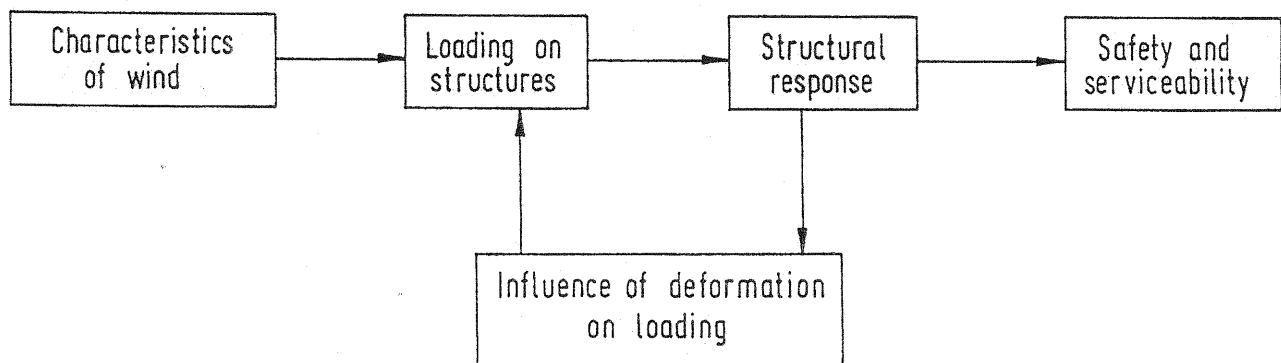 Characteristics
of wind
Loading on
structures
Structural
response
Safety and
serviceability
Influence of deformation
on loading